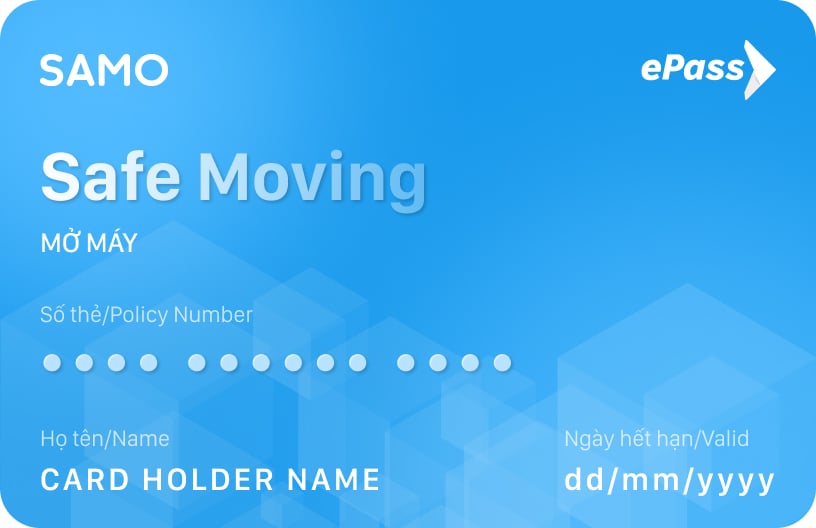 SAMO
ePass
Safe Moving
MỞ MÁY
Số thẻ/Policy Number
Họ tên/Name
CARD HOLDER NAME
Ngày hết hạn/Valid
dd/mm/yyyy